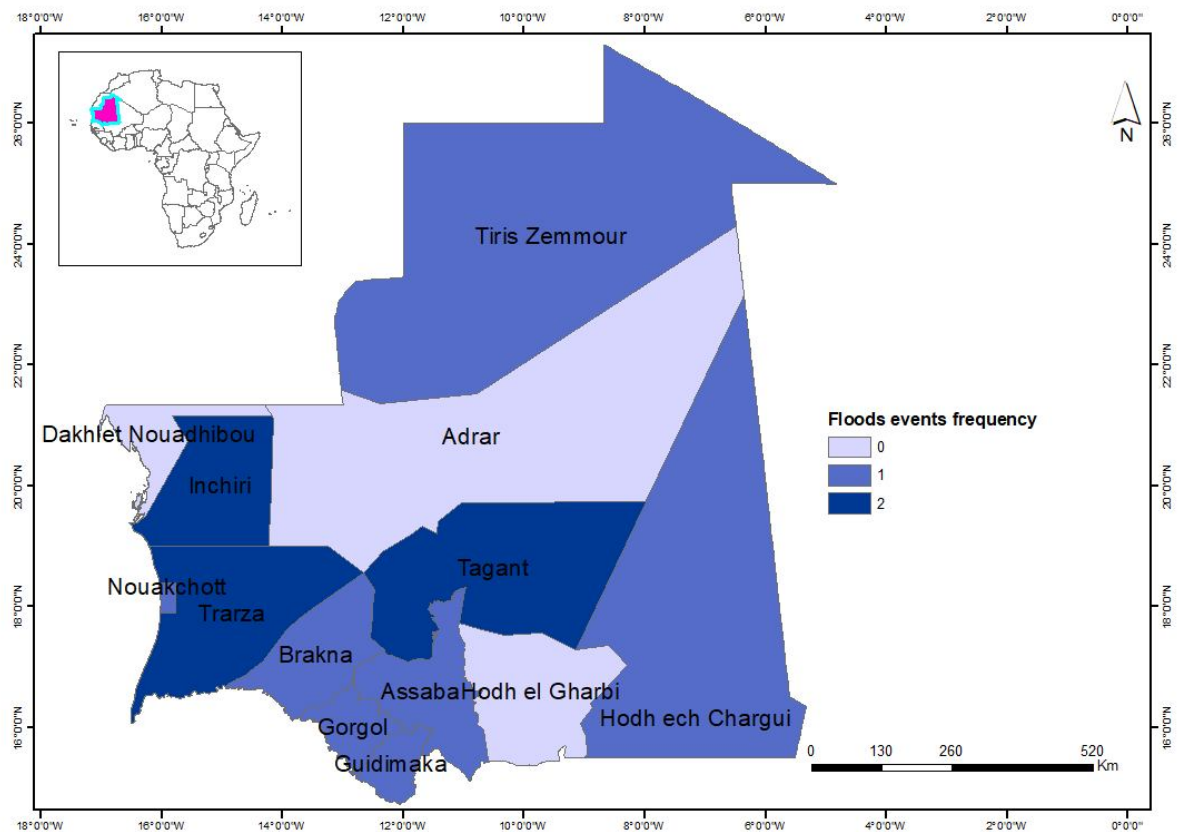 18°0'0"W 16°0'0"W 14°0'0"W 12°0'0"W 10°0'0"W 8°0'0"W 6°0'0"W 4°0'0"W 2°0'0"W 0°0'0"
26°0'0"N
26°0'0"N
N
24°0'0"N
Tiris Zemmour
24°0'0"N
22°0'0"N
22°0'0"N
Floods events frequency
0
1
2
Dakhlet Nouadhibou
Adrar
Inchiri
20°0'0"N
20°0'0"N
Tagant
Nouakchott
Trarza
18°0'0"N
18°0'0"N
Brakna
Assaba
Hodh el Gharbi
Hodh ech Chargui
Gorgol
16°0'0"N
16°0'0"N
Guidimaka
0 130 260 520
Km
18°0'0"W 16°0'0"W 14°0'0"W 12°0'0"W 10°0'0"W 8°0'0"W 6°0'0"W 4°0'0"W 2°0'0"W 0°0'0"